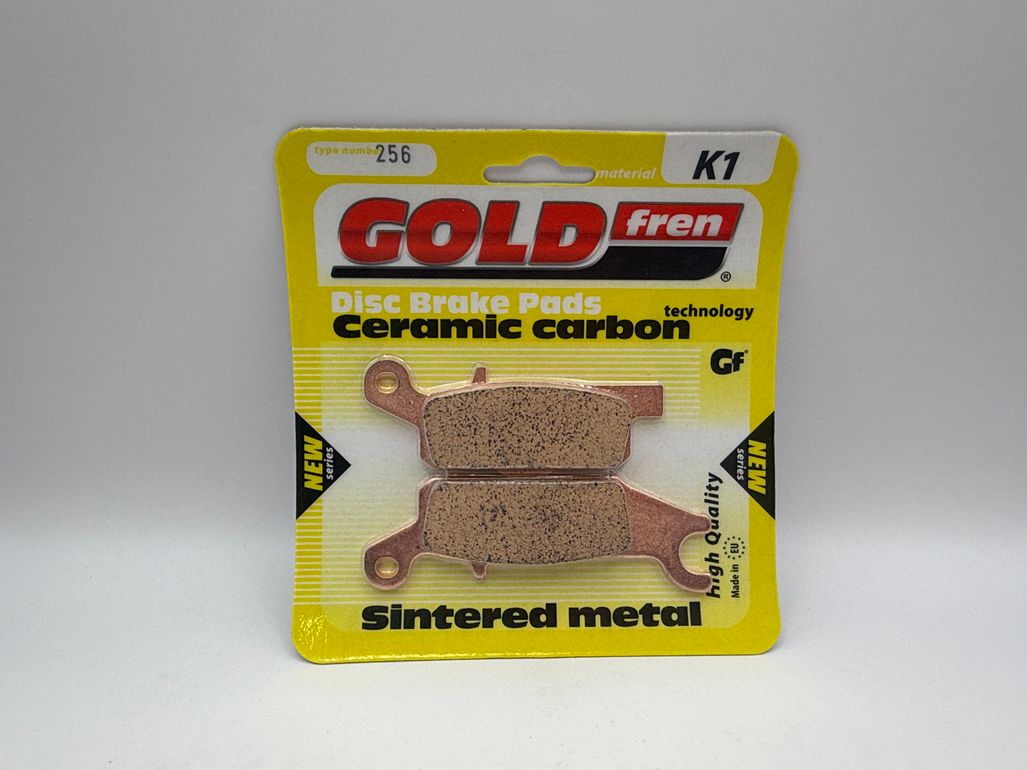 type number 256
material K1
GOLD fren ®
Disc Brake Pads
Ceramic carbon technology
Gf
NEW series
NEW series
High Quality
Made in EU
Sintered metal